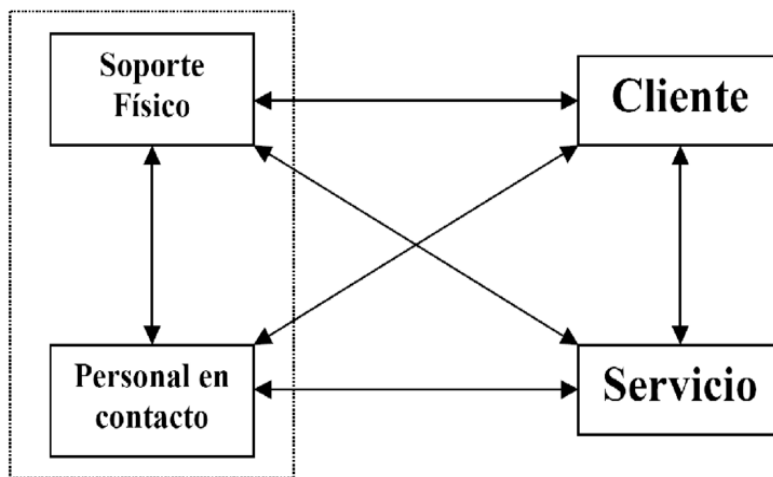 Soporte
Físico
Cliente
Personal en
contacto
Servicio